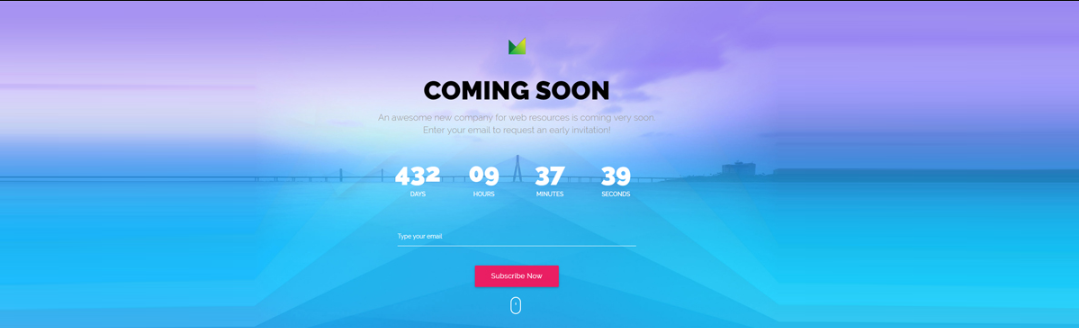 COMING SOON
An awesome new company for web resources is coming very soon.
Enter your email to request an early invitation!
432 09 37 39
DAYS HOURS MINUTES SECONDS
Type your email
Subscribe Now